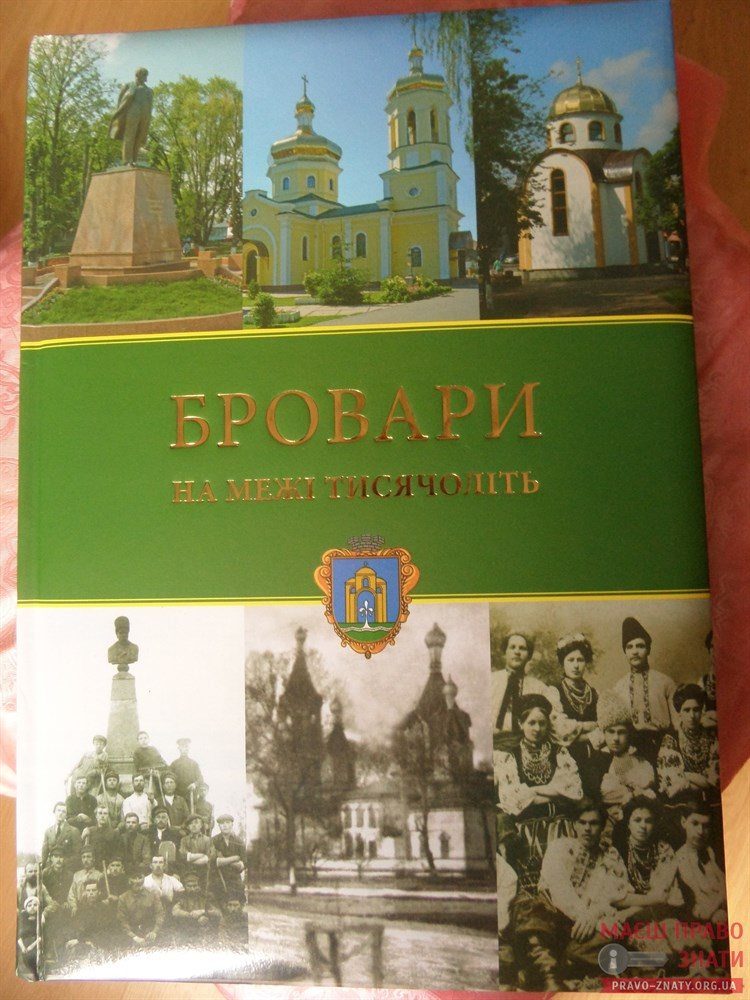 БРОВАРИ
НА МЕЖІ ТИСЯЧОЛІТЬ
МАЄШ ПРАВО
ЗНАТИ
PRAVO-ZNATY.ORG.UA